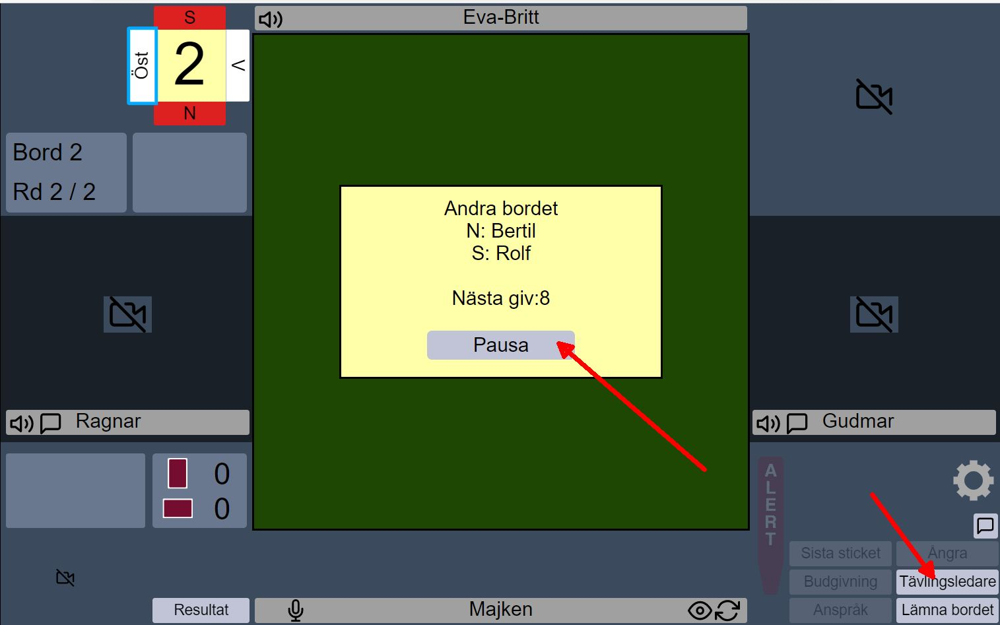 S
Öst
2
V
N
Eva-Britt
Bord 2
Rd 2 / 2
Andra bordet
N: Bertil
S: Rolf
Nästa giv:8
Pausa
Ragnar
Gudmar
0
0
ALERT
Sista sticket
Ångra
Budgivning
Tävlingsledare
Anspråk
Lämna bordet
Resultat
Majken